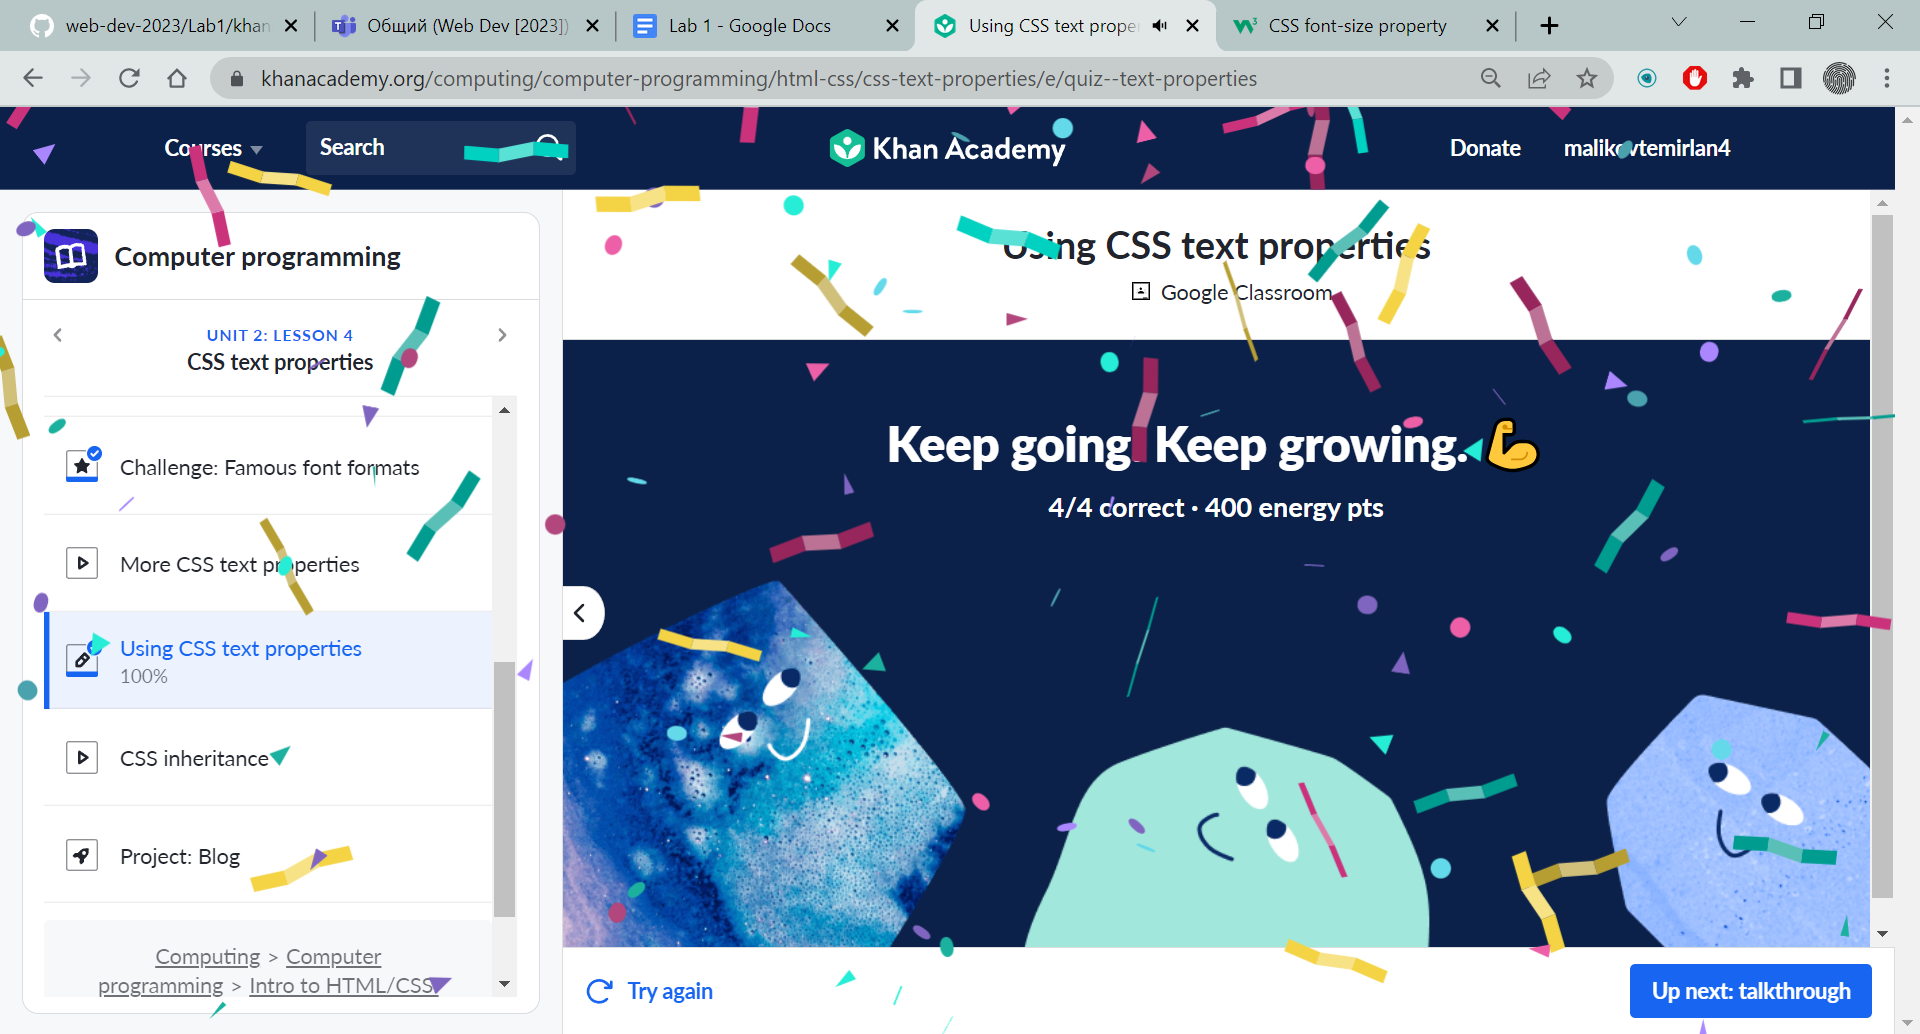 web-dev-2023/Lab1/khan
Общий (Web Dev [2023])
Lab 1 - Google Docs
Using CSS text prope
CSS font-size property
khanacademy.org/computing/computer-programming/html-css/css-text-properties/e/quiz--text-properties
Courses
Search
Khan Academy
Donate
malikovtemirlan4
Computer programming
UNIT 2: LESSON 4
CSS text properties
Challenge: Famous font formats
More CSS text properties
Using CSS text properties
100%
CSS inheritance
Project: Blog
Computing > Computer
programming > Intro to HTML/CSS
Using CSS text properties
Google Classroom
Keep going. Keep growing.💪
4/4 correct • 400 energy pts
Try again
Up next: talkthrough